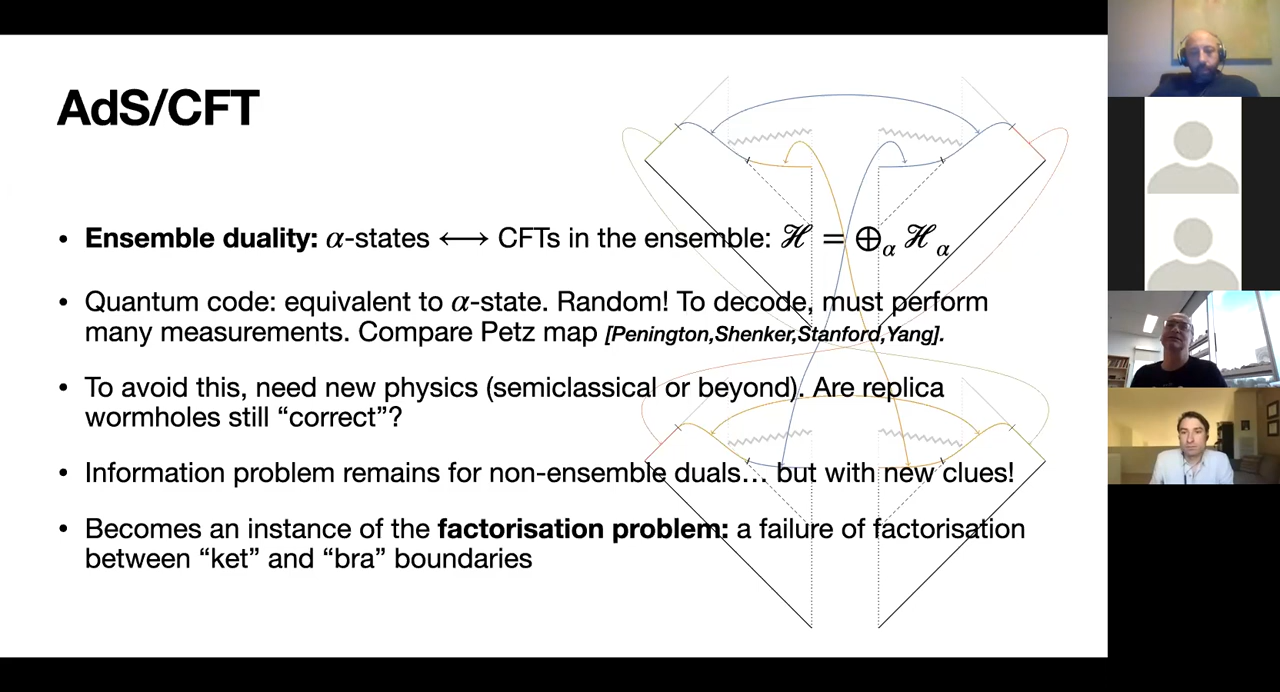 AdS/CFT
• Ensemble duality: α-states ⟷ CFTs in the ensemble: ℋ = ⊕α ℋα
• Quantum code: equivalent to α-state. Random! To decode, must perform
many measurements. Compare Petz map [Penington,Shenker,Stanford,Yang].
• To avoid this, need new physics (semiclassical or beyond). Are replica
wormholes still “correct”?
• Information problem remains for non-ensemble duals… but with new clues!
• Becomes an instance of the factorisation problem: a failure of factorisation
between “ket” and “bra” boundaries